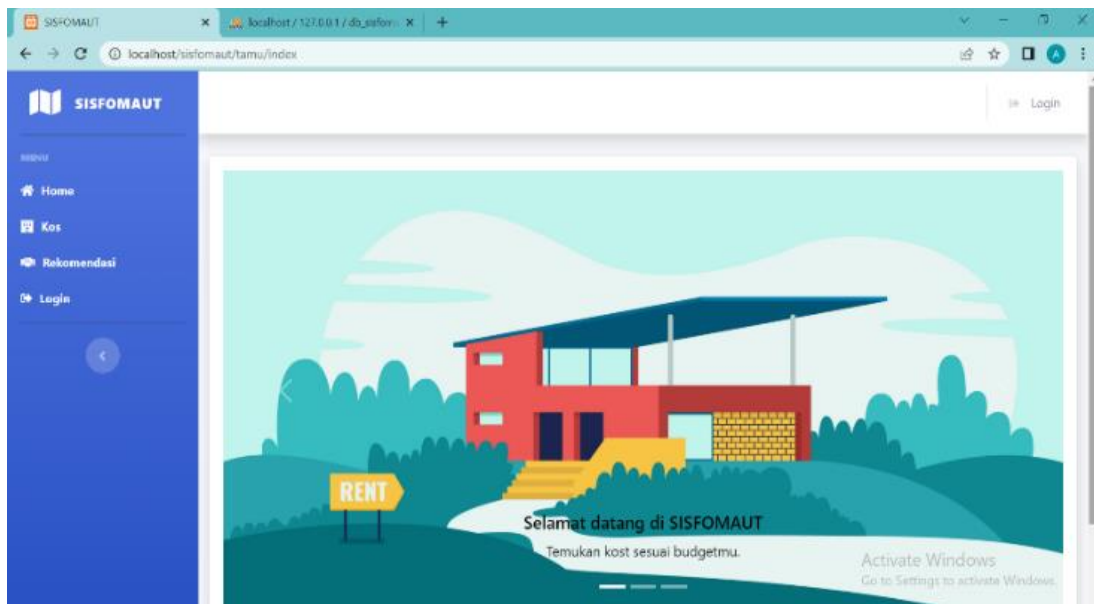 SISFOMAUT
localhost / 127.0.0.1 / db_sisfom
localhost/sisfomaut/tamu/index
A
SISFOMAUT
Login
MENU
Home
Kos
Rekomendasi
Login
RENT
Selamat datang di SISFOMAUT
Temukan kost sesuai budgetmu.
Activate Windows
Go to Settings to activate Windows.